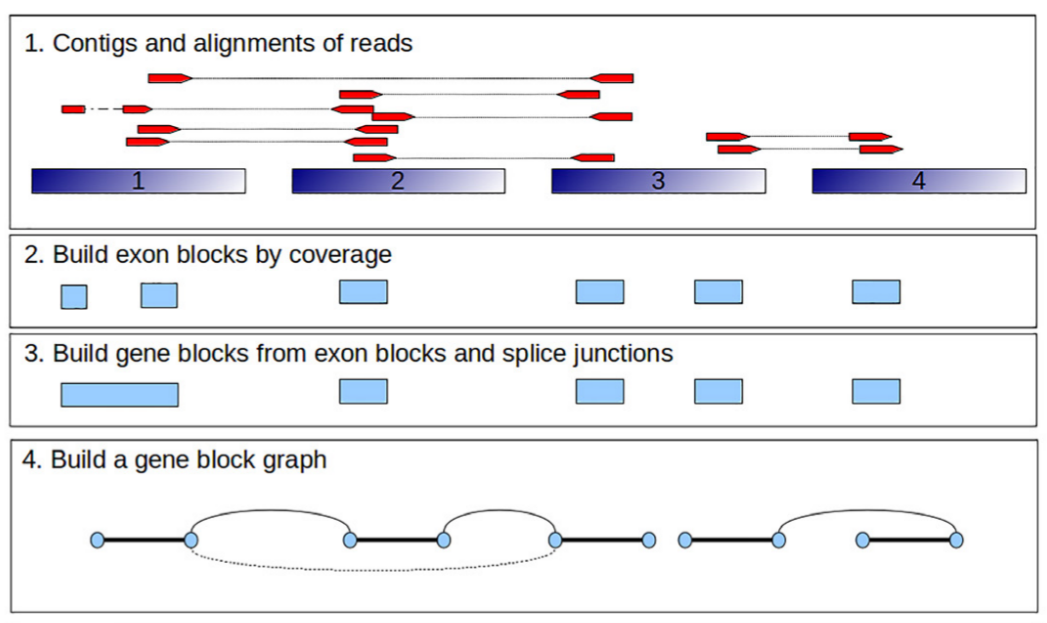 1. Contigs and alignments of reads
1
2
3
4
2. Build exon blocks by coverage
3. Build gene blocks from exon blocks and splice junctions
4. Build a gene block graph